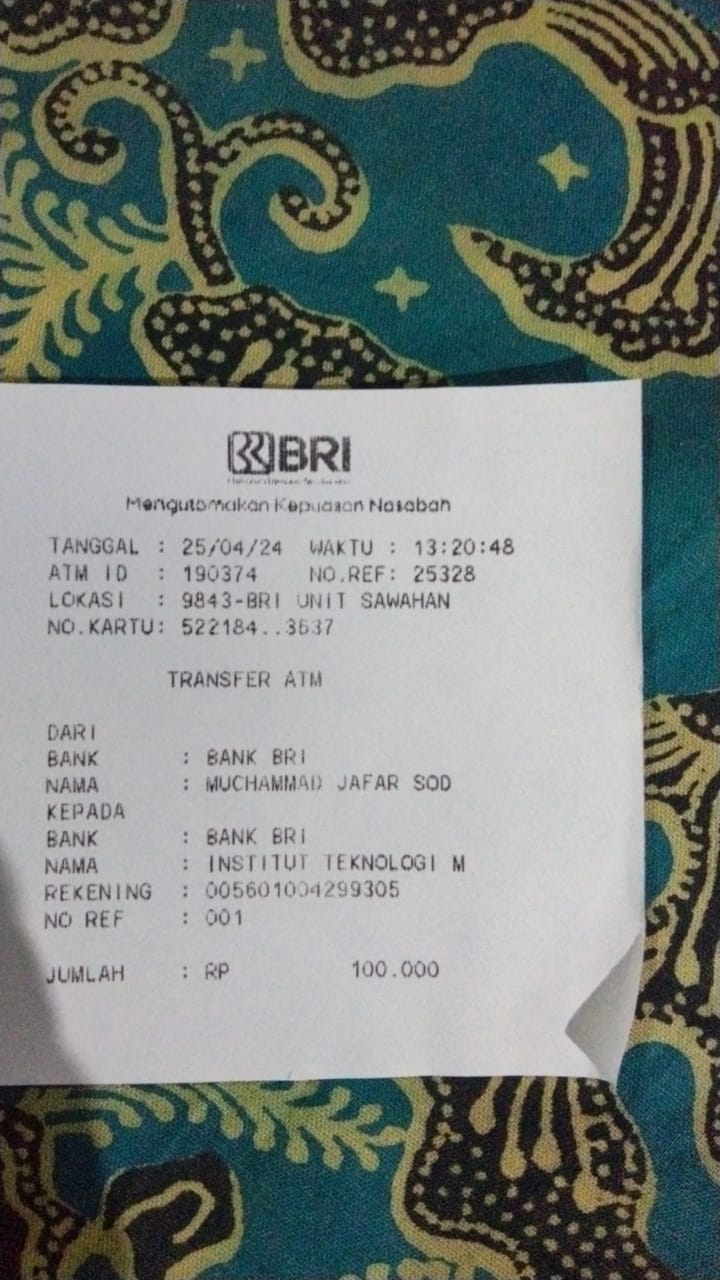 BRI
Mengutamakan Kepuasan Nasabah
TANGGAL : 25/04/24 WAKTU : 13:20:48
ATM ID : 190374 NO.REF: 25328
LOKASI : 9843-BRI UNIT SAWAHAN
NO.KARTU: 522184..3637
TRANSFER ATM
DARI
BANK : BANK BRI
NAMA : MUCHAMMAD JAFAR SOD
KEPADA
BANK : BANK BRI
NAMA : INSTITUT TEKNOLOGI M
REKENING : 005601004299305
NO REF : 001
JUMLAH : RP 100.000